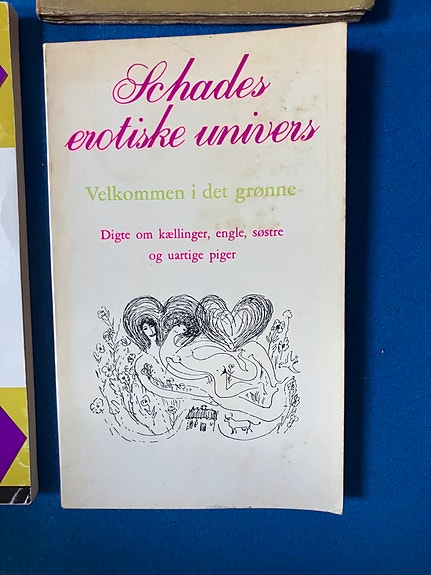 Schades
erotiske univers
Velkommen i det grønne
Digte om kællinger, engle, søstre
og uartige piger